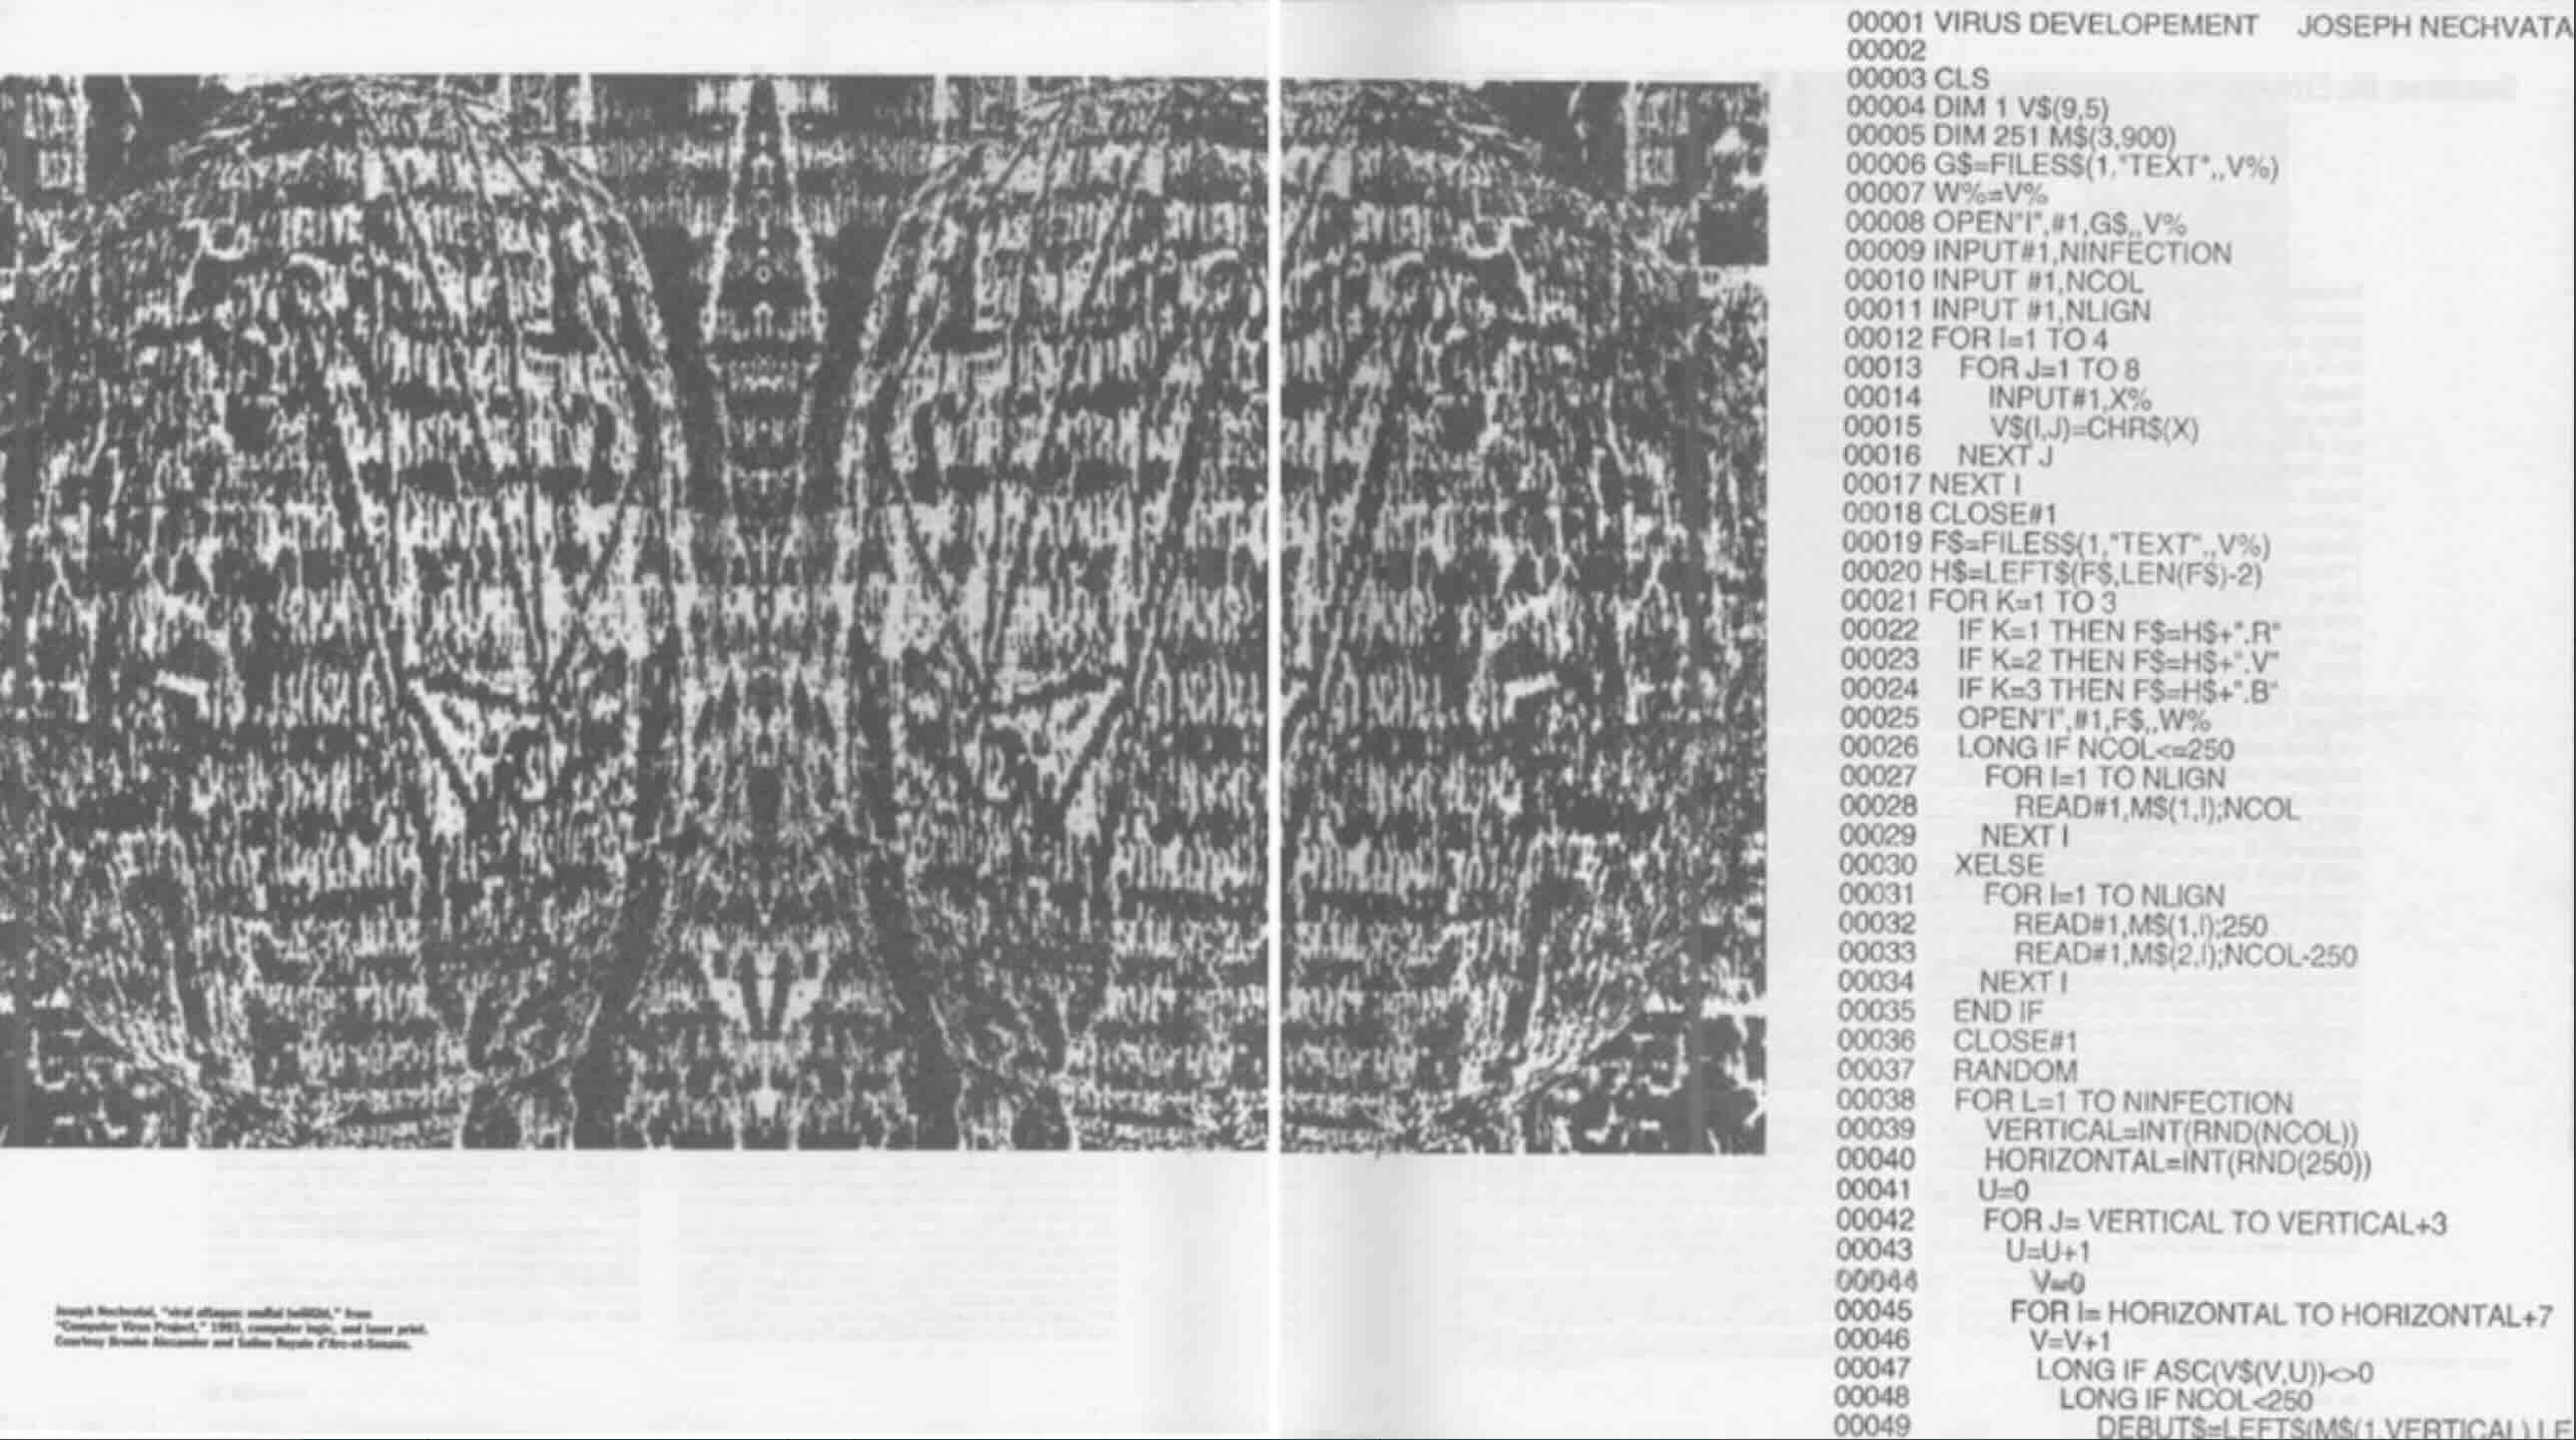 00001 VIRUS DEVELOPEMENT JOSEPH NECHVATA
00002
00003 CLS
00004 DIM 1 V$(9,5)
00005 DIM 251 M$(3,900)
00006 G$=FILES$(1,"TEXT",,V%)
00007 W%=V%
00008 OPEN"I",#1,G$,,V%
00009 INPUT#1,NINFECTION
00010 INPUT #1,NCOL
00011 INPUT #1,NLIGN
00012 FOR I=1 TO 4
00013 FOR J=1 TO 8
00014 INPUT#1,X%
00015 V$(I,J)=CHR$(X)
00016 NEXT J
00017 NEXT I
00018 CLOSE#1
00019 F$=FILES$(1,"TEXT",,V%)
00020 H$=LEFT$(F$,LEN(F$)-2)
00021 FOR K=1 TO 3
00022 IF K=1 THEN F$=H$+".R"
00023 IF K=2 THEN F$=H$+".V"
00024 IF K=3 THEN F$=H$+".B"
00025 OPEN"I",#1,F$,,W%
00026 LONG IF NCOL<=250
00027 FOR I=1 TO NLIGN
00028 READ#1,M$(1,I);NCOL
00029 NEXT I
00030 XELSE
00031 FOR I=1 TO NLIGN
00032 READ#1,M$(1,I);250
00033 READ#1,M$(2,I);NCOL-250
00034 NEXT I
00035 END IF
00036 CLOSE#1
00037 RANDOM
00038 FOR L=1 TO NINFECTION
00039 VERTICAL=INT(RND(NCOL))
00040 HORIZONTAL=INT(RND(250))
00041 U=0
00042 FOR J= VERTICAL TO VERTICAL+3
00043 U=U+1
00044 V=0
00045 FOR I= HORIZONTAL TO HORIZONTAL+7
00046 V=V+1
00047 LONG IF ASC(V$(V,U))<>0
00048 LONG IF NCOL<250
00049 DEBUT$=LEFT$(M$(1,VERTICAL),LE
Joseph Nechvatal, "viral attaque: from
"Computer Virus Project," computer logic, and laser print.
Courtesy Brooke Alexander and Saline Royale d'Arc-et-Senans.